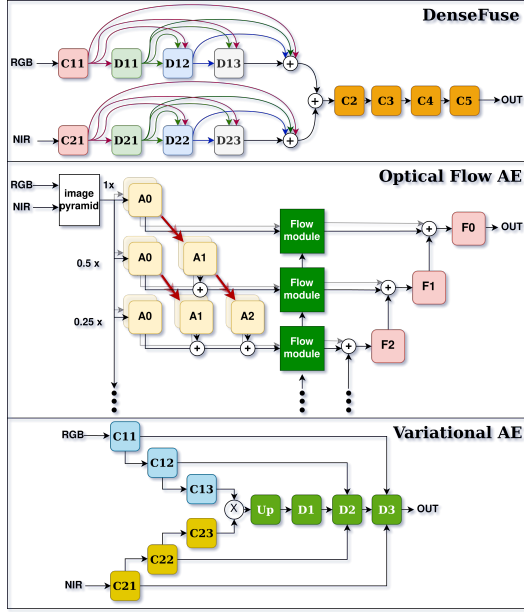 DenseFuse
RGB
C11
D11
D12
D13
+
+
C2
C3
C4
C5
OUT
NIR
C21
D21
D22
D23
+
Optical Flow AE
RGB
NIR
image
pyramid
1x
A0
Flow
module
+
F0
OUT
0.5 x
A0
A1
+
Flow
module
+
F1
0.25 x
A0
A1
A2
+
+
Flow
module
+
F2
Variational AE
RGB
C11
C12
C13
X
Up
D1
D2
D3
OUT
C23
C22
NIR
C21